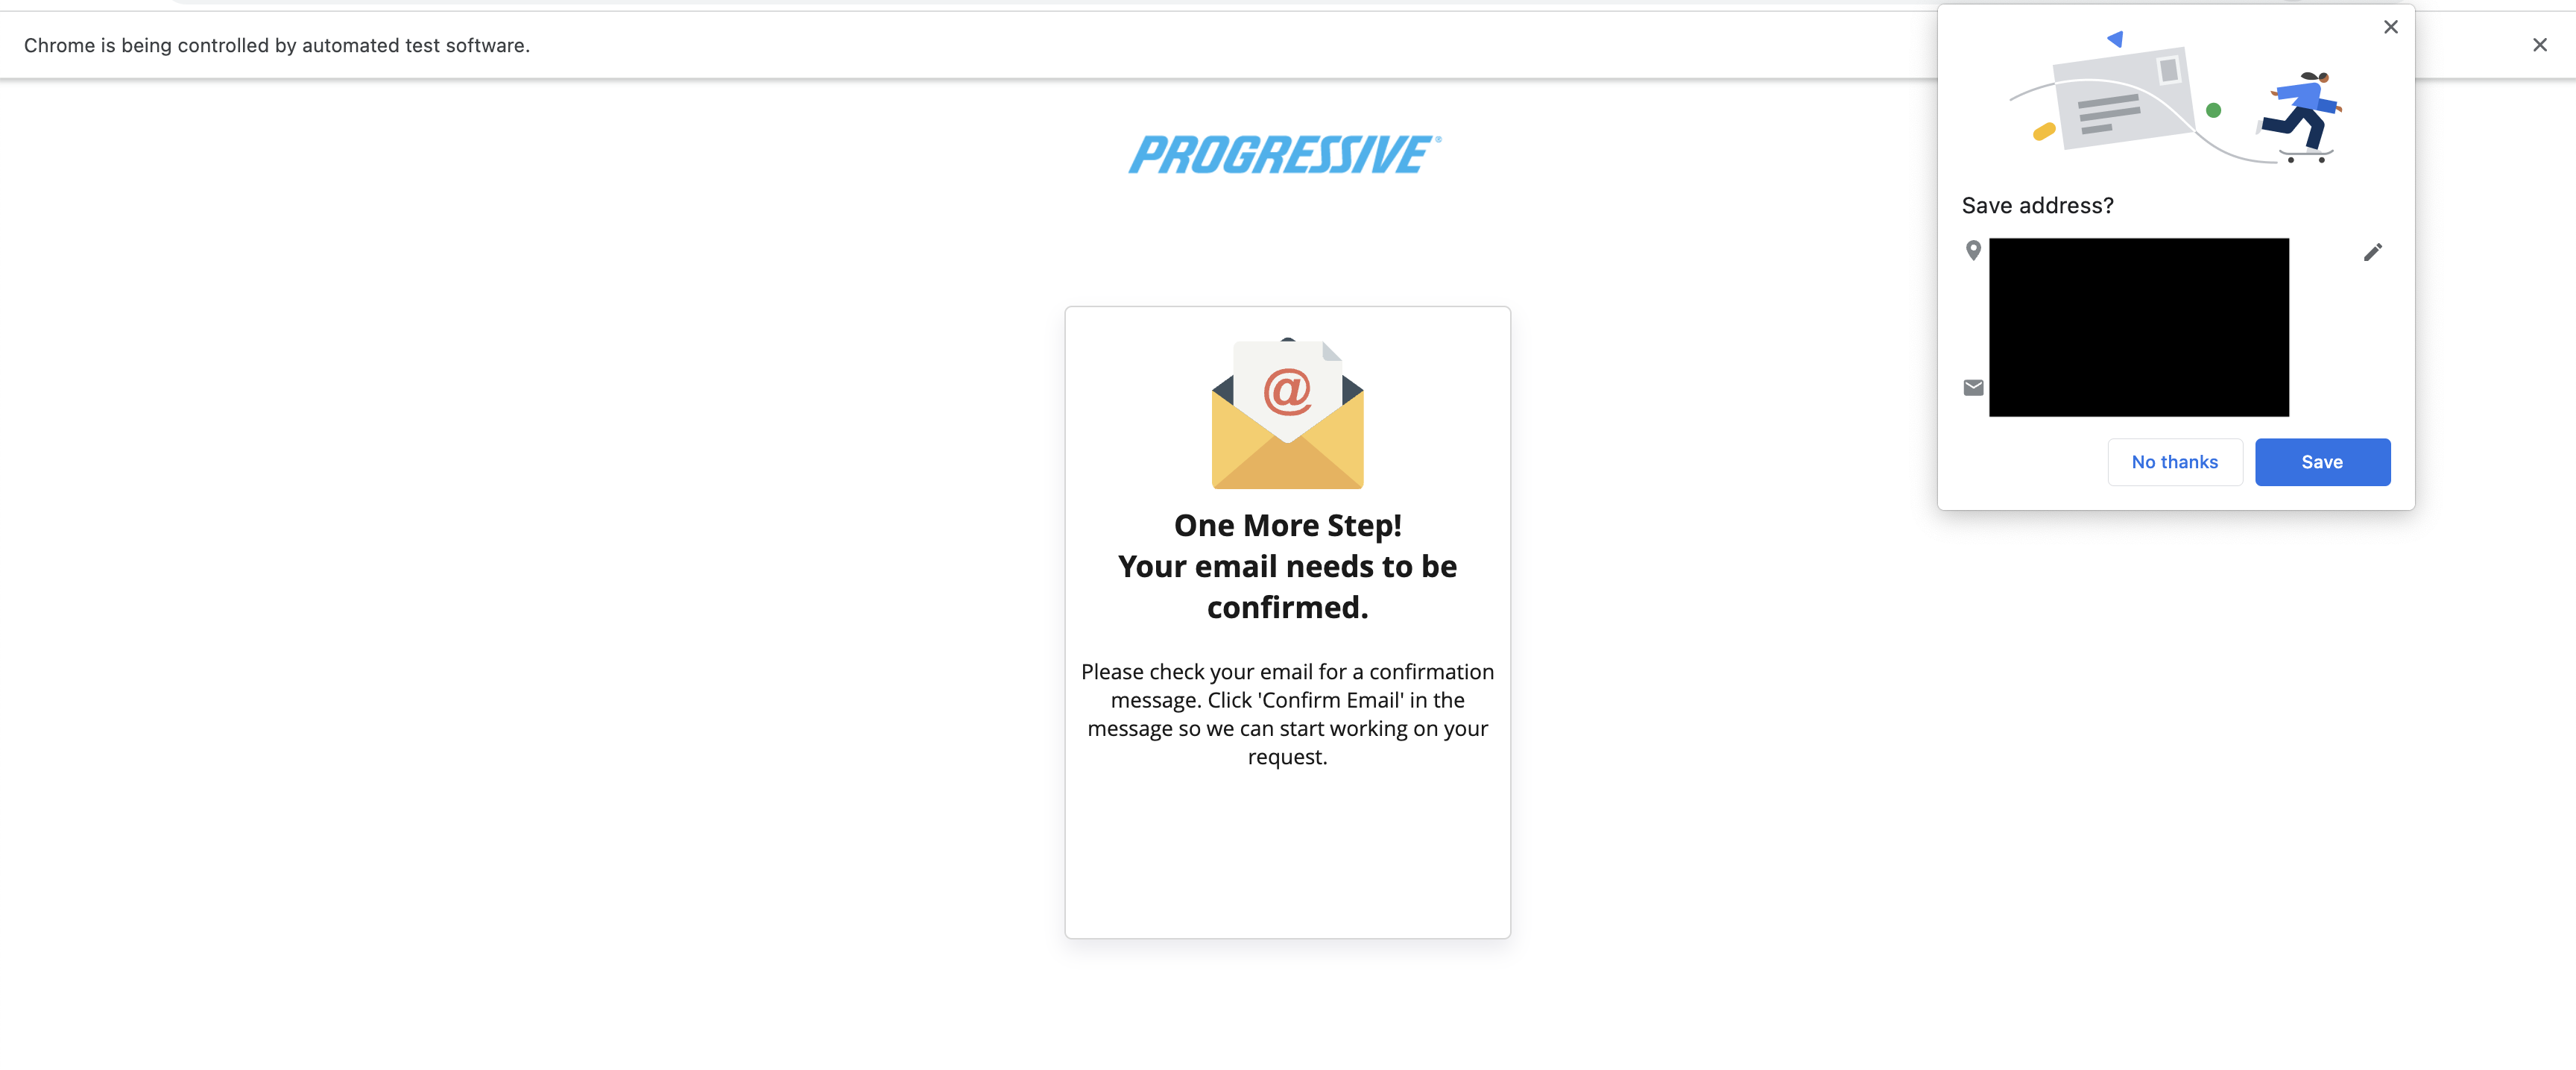 Chrome is being controlled by automated test software.
PROGRESSIVE®
@
One More Step!
Your email needs to be
confirmed.
Please check your email for a confirmation
message. Click 'Confirm Email' in the
message so we can start working on your
request.
Save address?
No thanks
Save